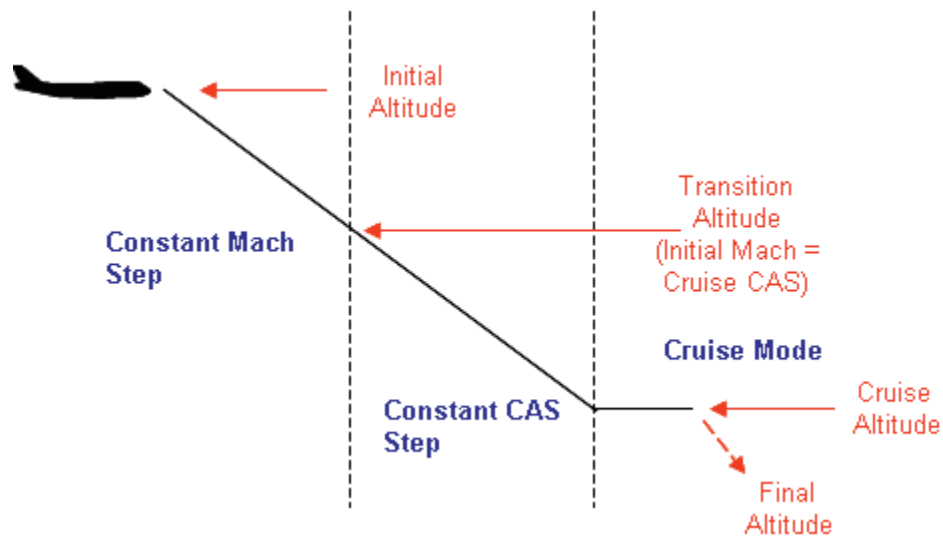 Initial
Altitude
Transition
Altitude
(Initial Mach =
Cruise CAS)
Constant Mach
Step
Cruise Mode
Constant CAS
Step
Cruise
Altitude
Final
Altitude